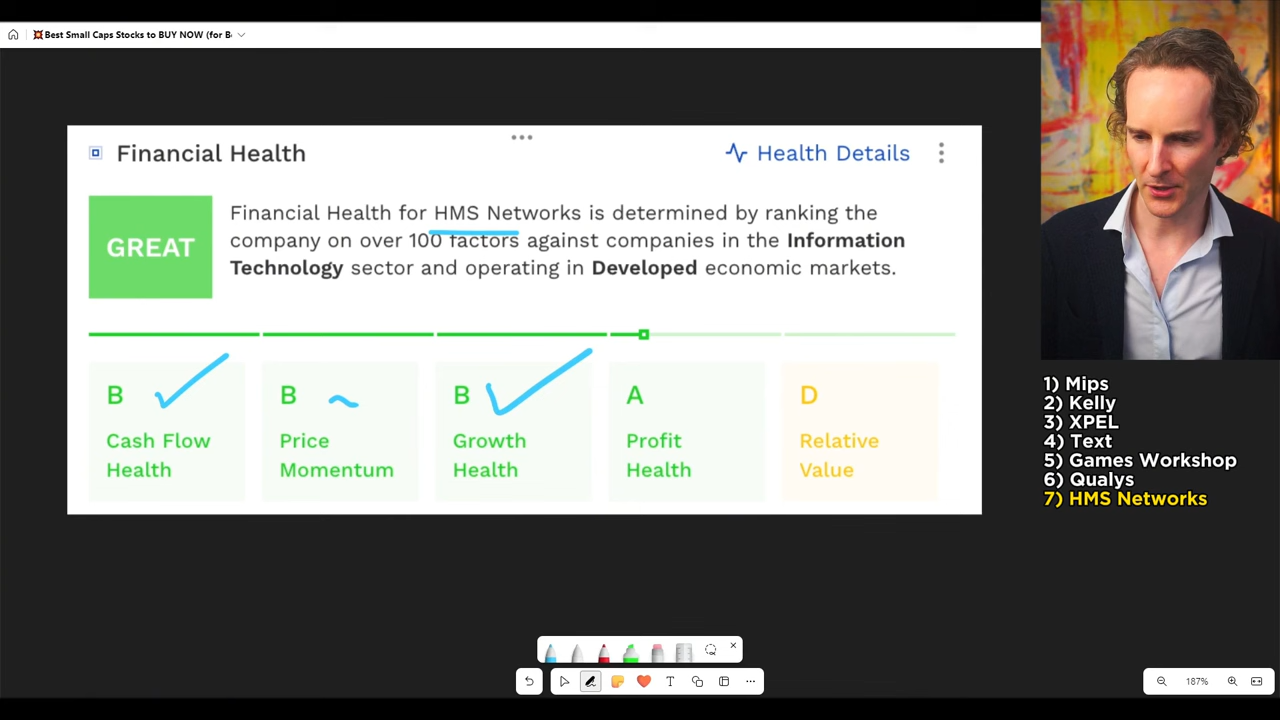 💥Best Small Caps Stocks to BUY NOW (for B
Financial Health
Health Details
GREAT
Financial Health for HMS Networks is determined by ranking the
company on over 100 factors against companies in the Information
Technology sector and operating in Developed economic markets.
B
Cash Flow
Health
B
Price
Momentum
B
Growth
Health
A
Profit
Health
D
Relative
Value
1) Mips
2) Kelly
3) XPEL
4) Text
5) Games Workshop
6) Qualys
7) HMS Networks
T
187%